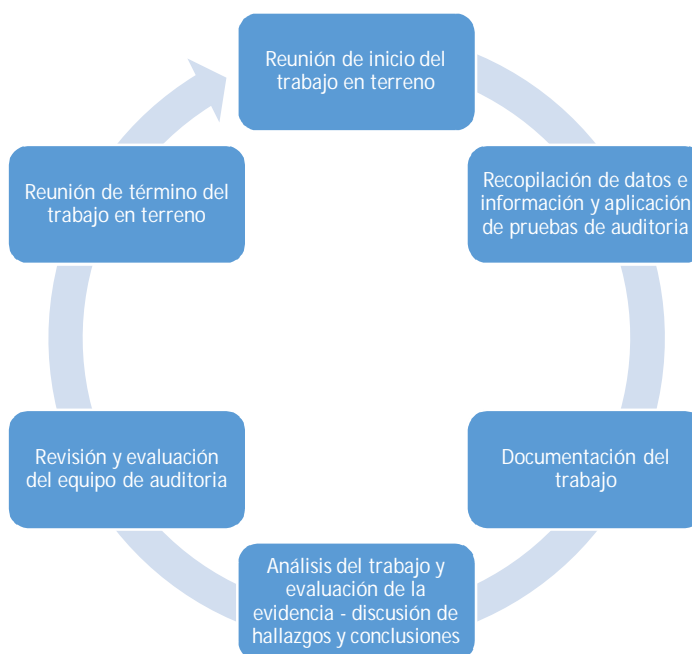 Reunión de inicio del
trabajo en terreno
Recopilación de datos e
información y aplicación
de pruebas de auditoria
Documentación del
trabajo
Análisis del trabajo y
evaluación de la
evidencia - discusión de
hallazgos y conclusiones
Revisión y evaluación
del equipo de auditoria
Reunión de término del
trabajo en terreno